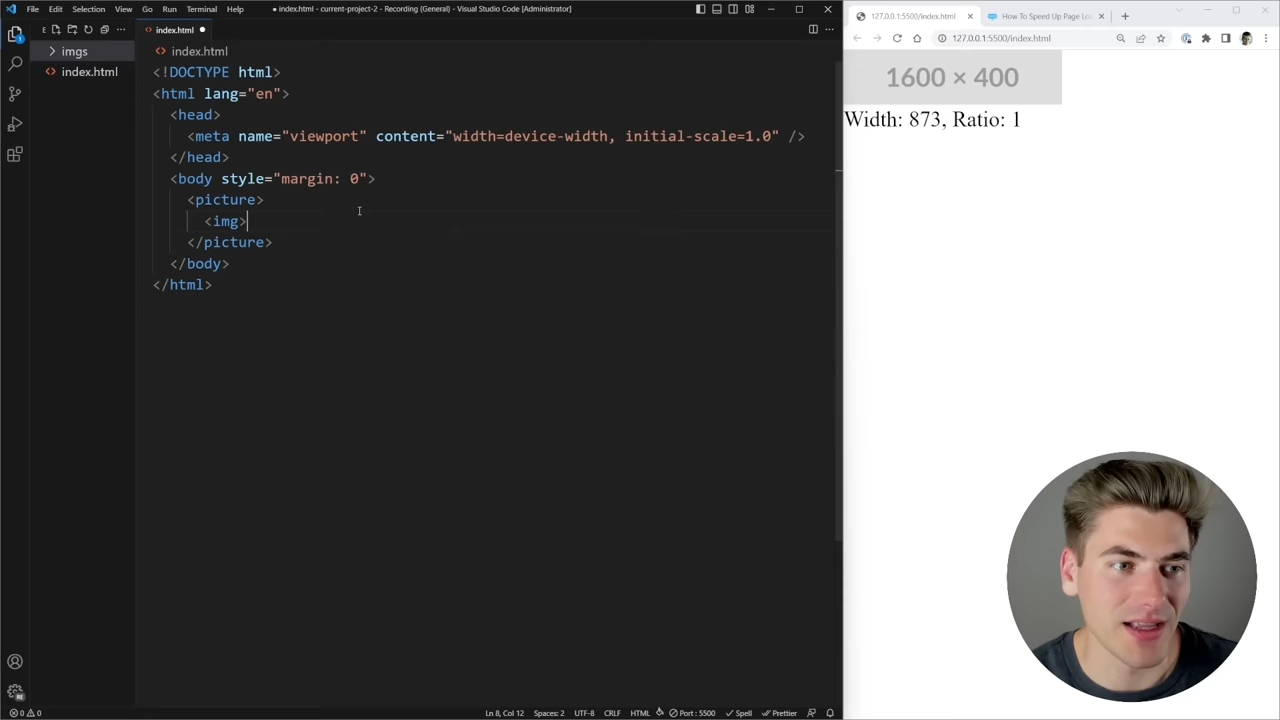 File Edit Selection View Go Run Terminal Help
● index.html - current-project-2 - Recording (General) - Visual Studio Code [Administrator]
127.0.0.1:5500/index.html
How To Speed Up Page Lo
E
index.html
127.0.0.1:5500/index.html
imgs
index.html
index.html
<!DOCTYPE html>
<html lang="en">
<head>
<meta name="viewport" content="width=device-width, initial-scale=1.0" />
</head>
<body style="margin: 0">
<picture>
<img>
</picture>
</body>
</html>
1600 × 400
Width: 873, Ratio: 1
1
0 0
Ln 8, Col 12 Spaces: 2 UTF-8 CRLF HTML Port : 5500 Spell Prettier